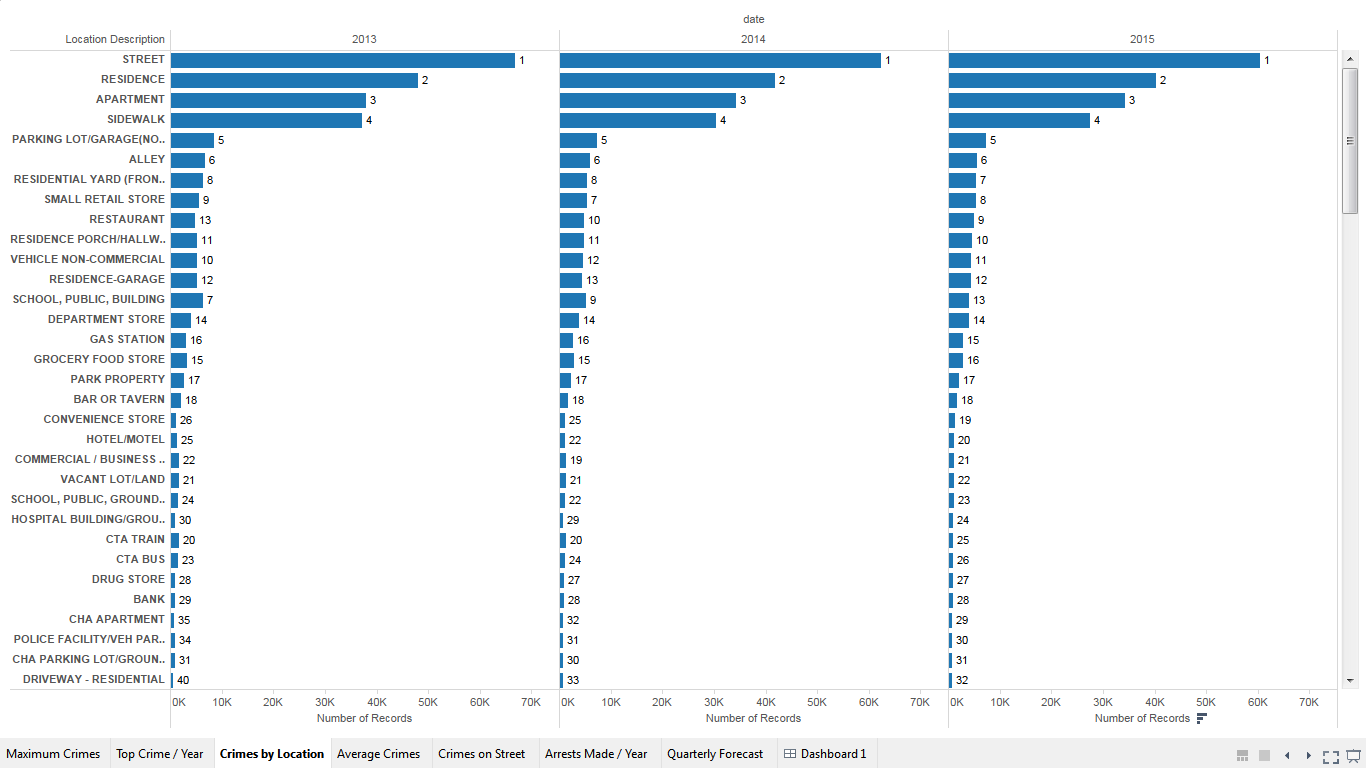 date
Location Description 2013 2014 2015
STREET 1 1 1
RESIDENCE 2 2 2
APARTMENT 3 3 3
SIDEWALK 4 4 4
PARKING LOT/GARAGE(NO.. 5 5 5
ALLEY 6 6 6
RESIDENTIAL YARD (FRON.. 8 8 7
SMALL RETAIL STORE 9 7 8
RESTAURANT 13 10 9
RESIDENCE PORCH/HALLW.. 11 11 10
VEHICLE NON-COMMERCIAL 10 12 11
RESIDENCE-GARAGE 12 13 12
SCHOOL, PUBLIC, BUILDING 7 9 13
DEPARTMENT STORE 14 14 14
GAS STATION 16 16 15
GROCERY FOOD STORE 15 15 16
PARK PROPERTY 17 17 17
BAR OR TAVERN 18 18 18
CONVENIENCE STORE 26 25 19
HOTEL/MOTEL 25 22 20
COMMERCIAL / BUSINESS .. 22 19 21
VACANT LOT/LAND 21 21 22
SCHOOL, PUBLIC, GROUND.. 24 22 23
HOSPITAL BUILDING/GROU.. 30 29 24
CTA TRAIN 20 20 25
CTA BUS 23 24 26
DRUG STORE 28 27 27
BANK 29 28 28
CHA APARTMENT 35 32 29
POLICE FACILITY/VEH PAR.. 34 31 30
CHA PARKING LOT/GROUN.. 31 30 31
DRIVEWAY - RESIDENTIAL 40 33 32
0K 10K 20K 30K 40K 50K 60K 70K 0K 10K 20K 30K 40K 50K 60K 70K 0K 10K 20K 30K 40K 50K 60K 70K
Number of Records Number of Records Number of Records
Maximum Crimes Top Crime / Year Crimes by Location Average Crimes Crimes on Street Arrests Made / Year Quarterly Forecast Dashboard 1